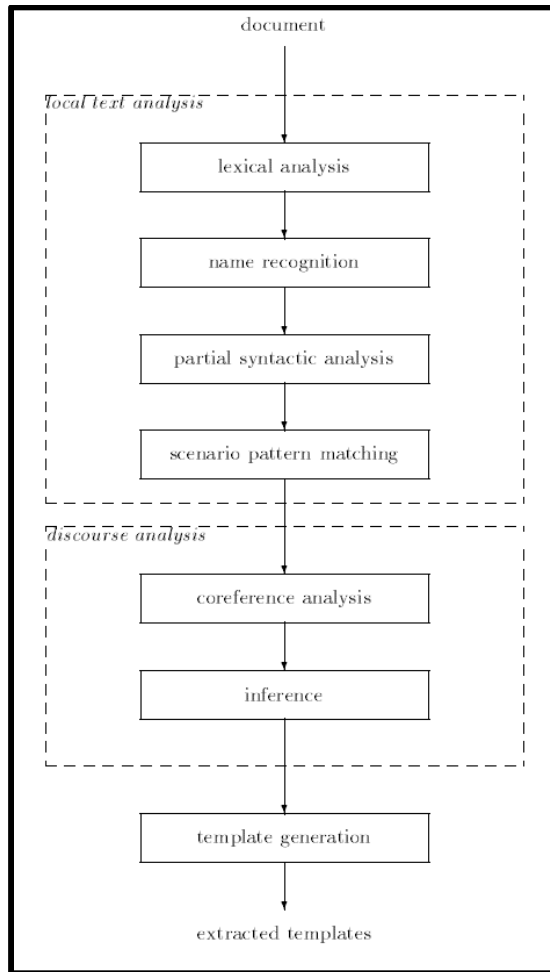 document
local text analysis
lexical analysis
name recognition
partial syntactic analysis
scenario pattern matching
discourse analysis
coreference analysis
inference
template generation
extracted templates